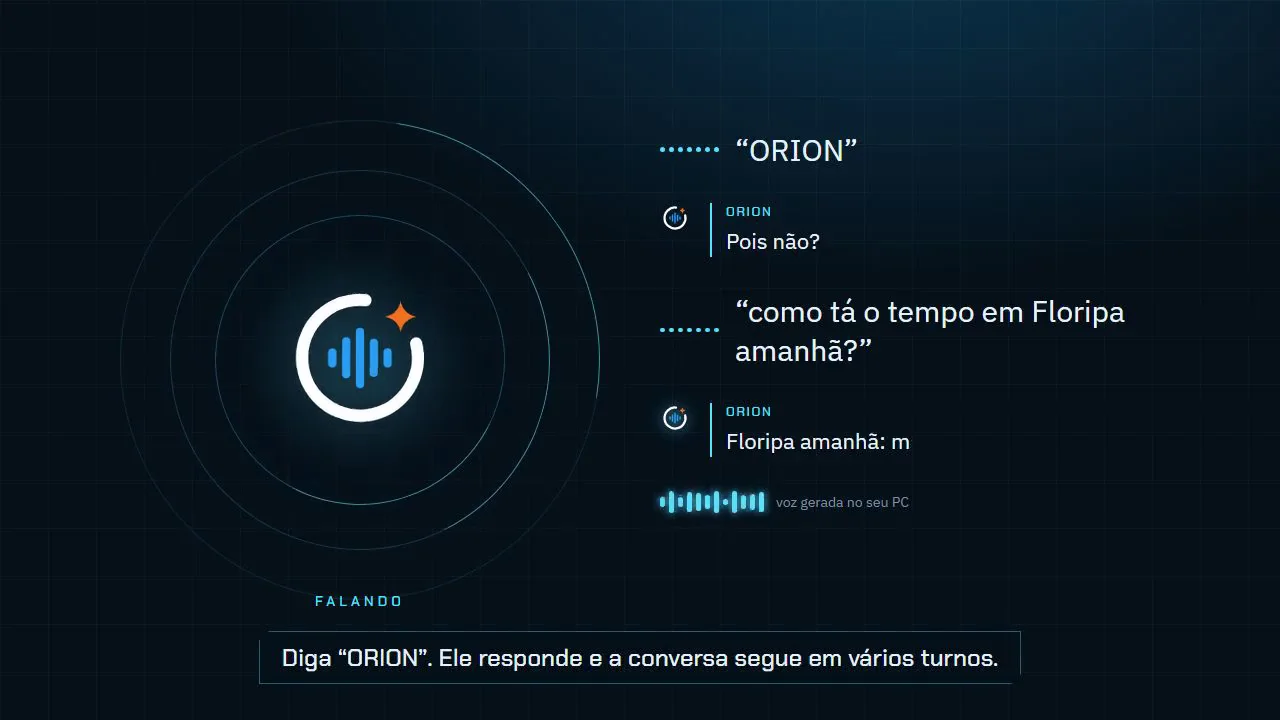 “ORION”
ORION
Pois não?
“como tá o tempo em Floripa
amanhã?”
ORION
Floripa amanhã: m
voz gerada no seu PC
FALANDO
Diga “ORION”. Ele responde e a conversa segue em vários turnos.